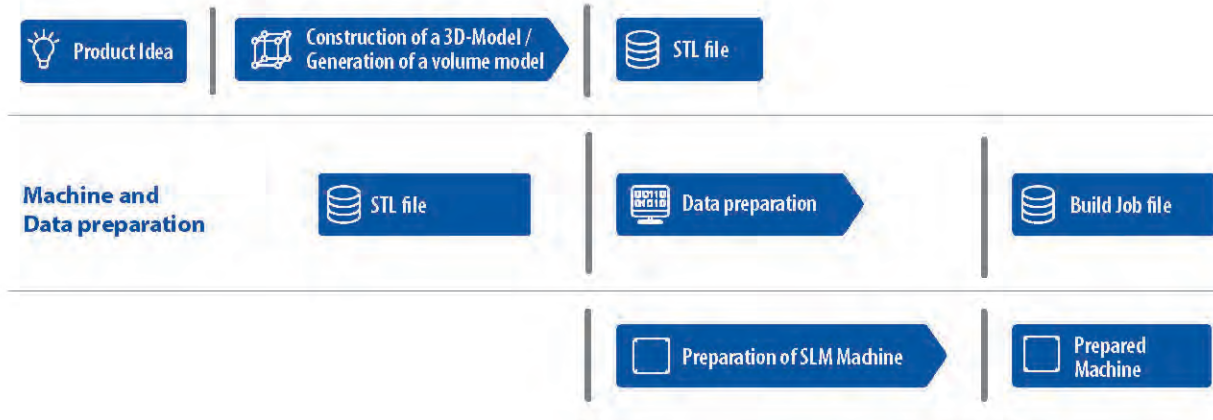 Product Idea
Construction of a 3D-Model /
Generation of a volume model
STL file
Machine and
Data preparation
STL file
Data preparation
Build Job file
Preparation of SLM Machine
Prepared
Machine